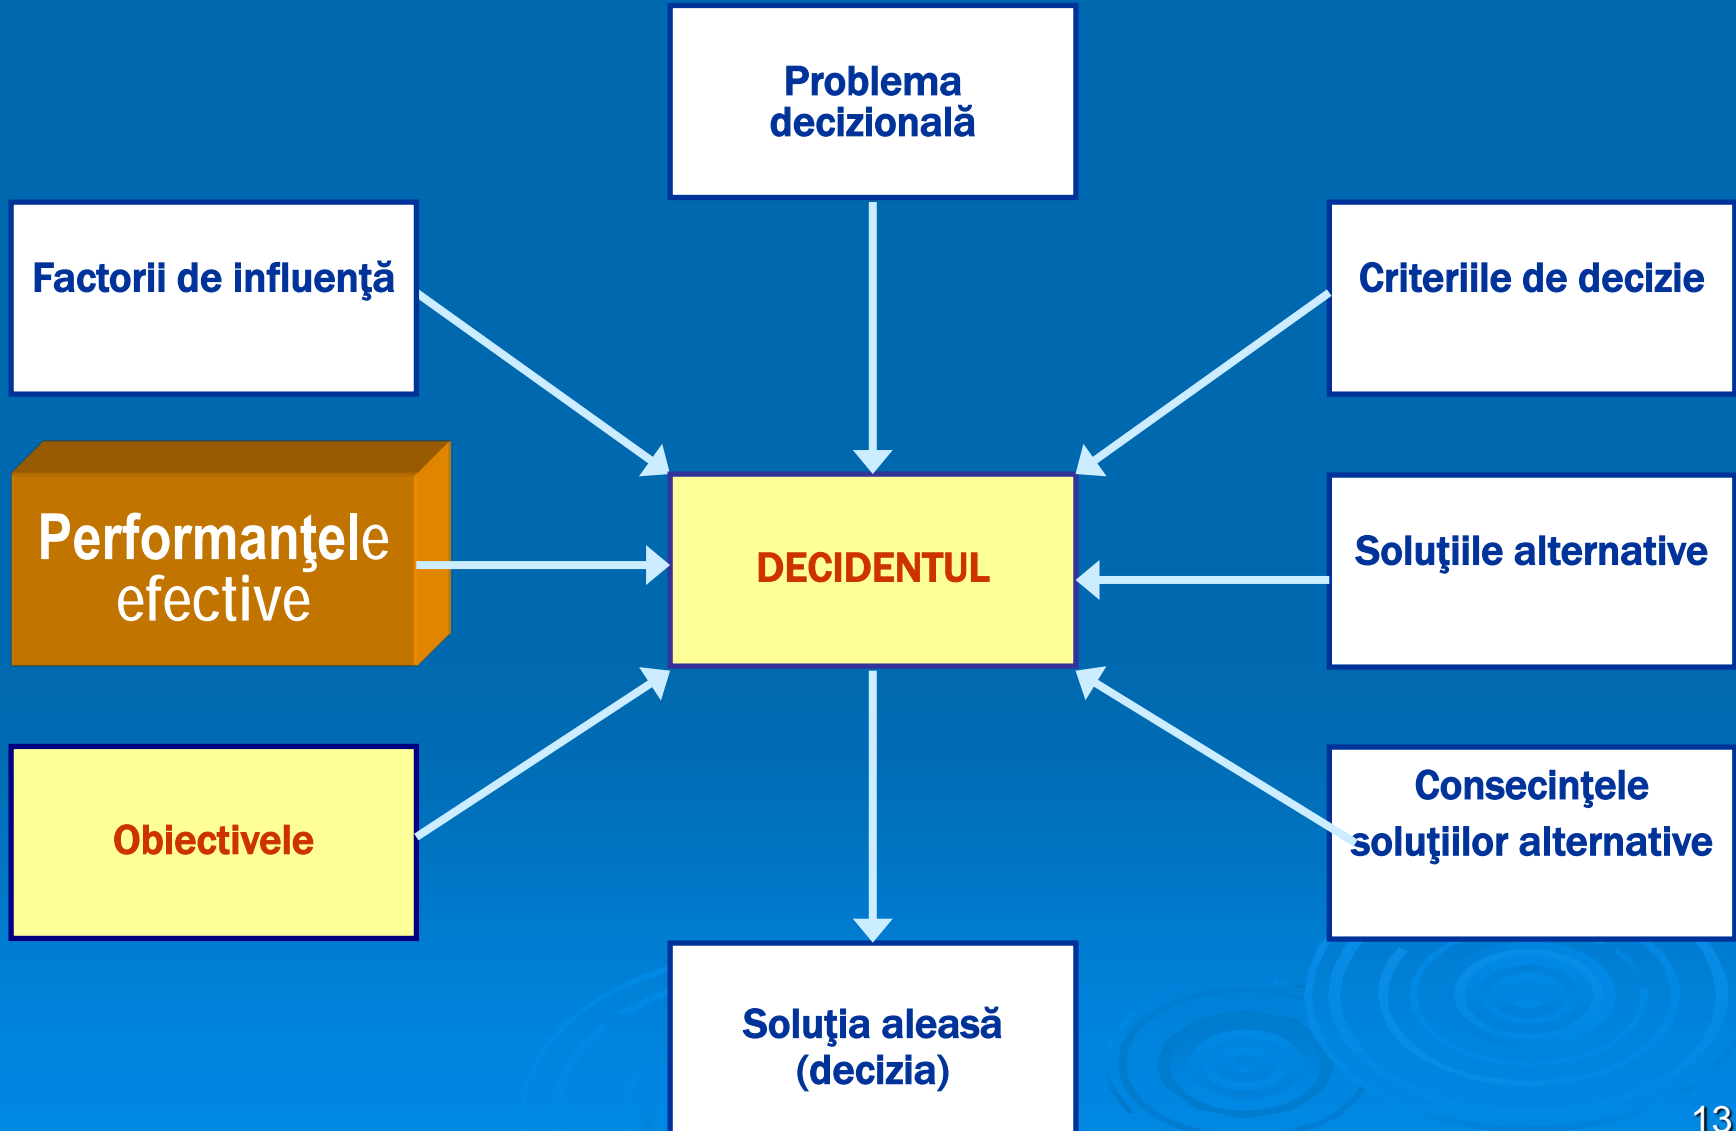 Problema
decizională
Factorii de influenţă
Criteriile de decizie
Performanţele
efective
DECIDENTUL
Soluţiile alternative
Obiectivele
Consecinţele
soluţiilor alternative
Soluţia aleasă
(decizia)
13